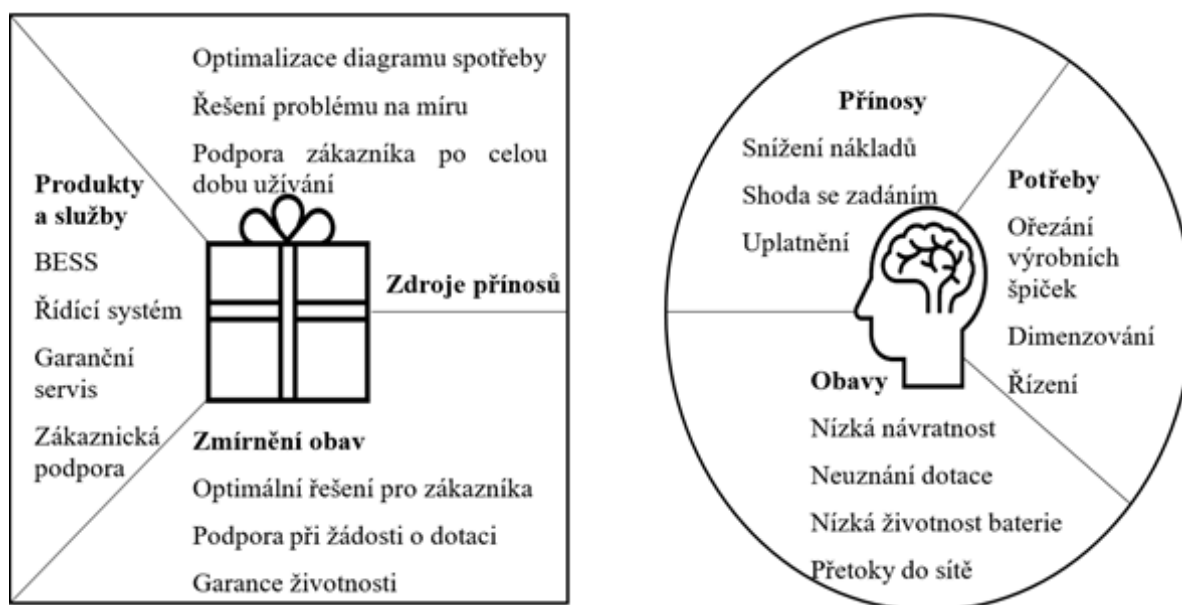 Optimalizace diagramu spotřeby
Řešení problému na míru
Podpora zákazníka po celou
dobu užívání
Zdroje přínosů
Produkty
a služby
BESS
Řídící systém
Garanční
servis
Zákaznická
podpora
Zmírnění obav
Optimální řešení pro zákazníka
Podpora při žádosti o dotaci
Garance životnosti
Přínosy
Snížení nákladů
Shoda se zadáním
Uplatnění
Potřeby
Ořezání
výrobních
špiček
Dimenzování
Řízení
Obavy
Nízká návratnost
Neuznání dotace
Nízká životnost baterie
Přetoky do sítě